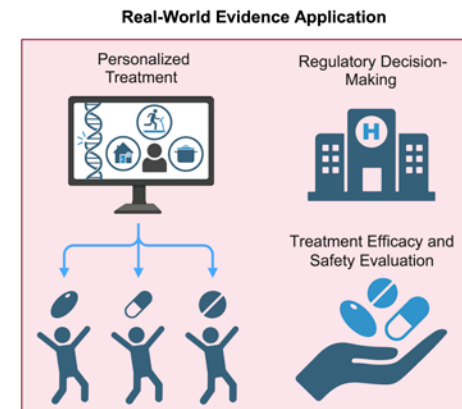 Real-World Evidence Application
Personalized
Treatment
Regulatory Decision-
Making
H
Treatment Efficacy and
Safety Evaluation